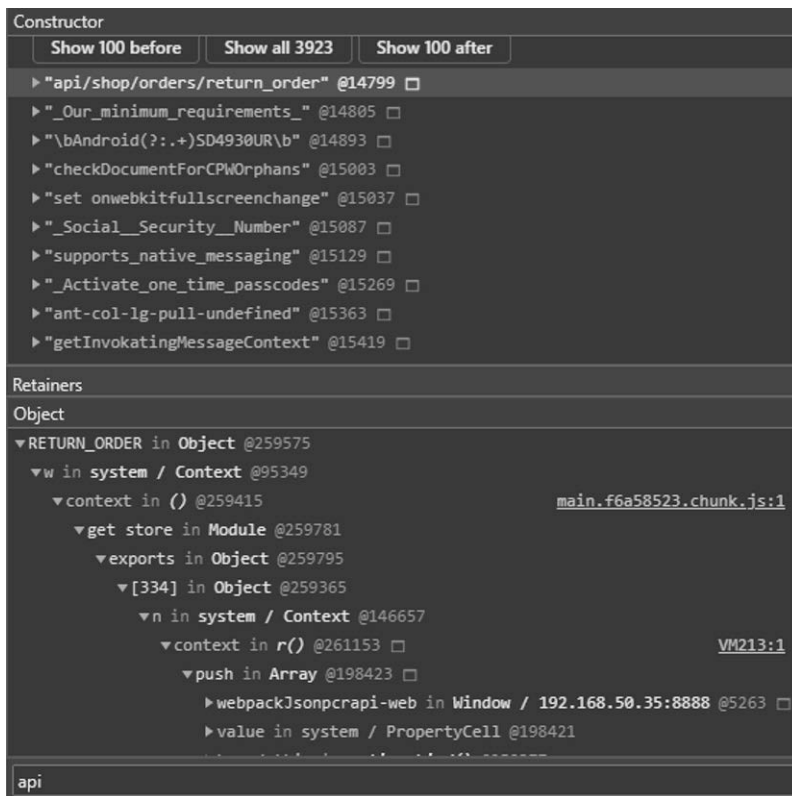 Constructor
Show 100 before Show all 3923 Show 100 after
"api/shop/orders/return_order" @14799
"_Our_minimum_requirements_" @14805
"\bAndroid(?:.+)SD4930UR\b" @14893
"checkDocumentForCPWOrphans" @15003
"set onwebkitfullscreenchange" @15037
"_Social__Security__Number" @15087
"supports_native_messaging" @15129
"_Activate_one_time_passcodes" @15269
"ant-col-lg-pull-undefined" @15363
"getInvokatingMessageContext" @15419
Retainers
Object
RETURN_ORDER in Object @259575
w in system / Context @95349
context in () @259415 main.f6a58523.chunk.js:1
get store in Module @259781
exports in Object @259795
[334] in Object @259365
n in system / Context @146657
context in r() @261153 VM213:1
push in Array @198423
webpackJsonpcrapi-web in Window / 192.168.50.35:8888 @5263
value in system / PropertyCell @198421
api